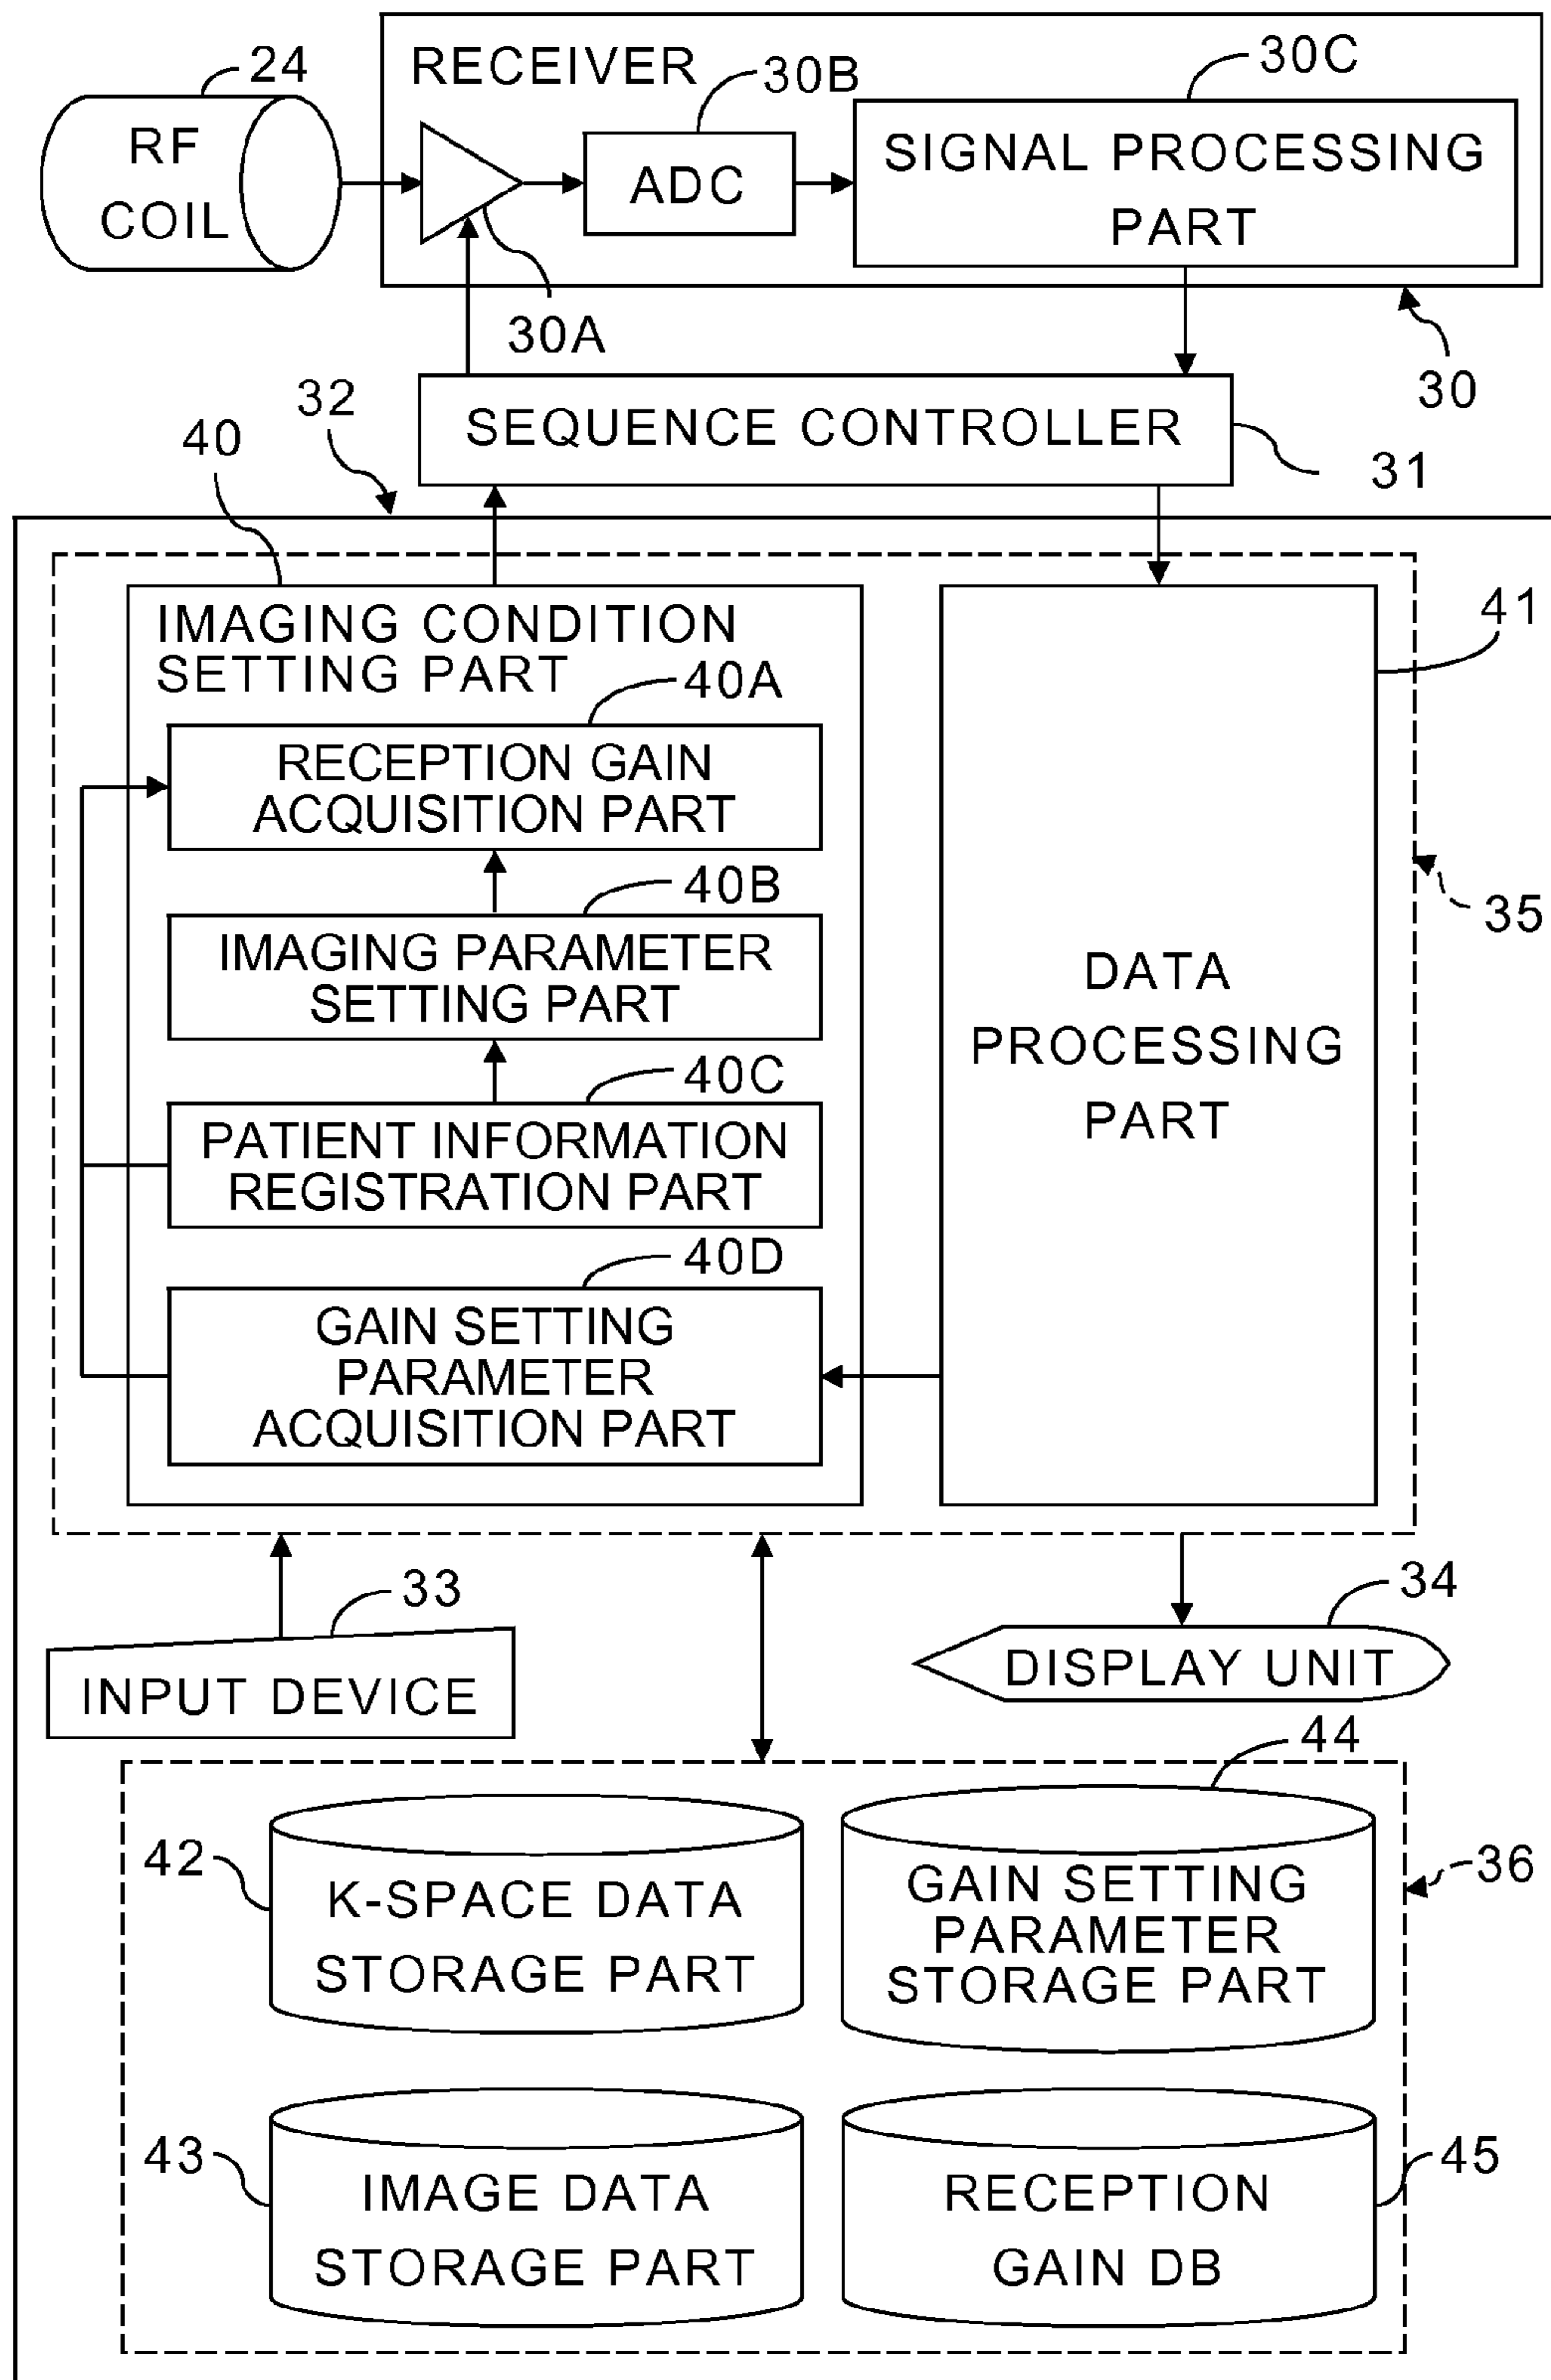 24
RF
COIL
RECEIVER
30B
30C
ADC
SIGNAL PROCESSING
PART
30A
30
32
40
SEQUENCE CONTROLLER
31
IMAGING CONDITION
SETTING PART
41
40A
RECEPTION GAIN
ACQUISITION PART
40B
35
IMAGING PARAMETER
SETTING PART
40C
PATIENT INFORMATION
REGISTRATION PART
40D
GAIN SETTING
PARAMETER
ACQUISITION PART
DATA
PROCESSING
PART
33
INPUT DEVICE
34
DISPLAY UNIT
44
42
K-SPACE DATA
STORAGE PART
GAIN SETTING
PARAMETER
STORAGE PART
36
43
IMAGE DATA
STORAGE PART
RECEPTION
GAIN DB
45